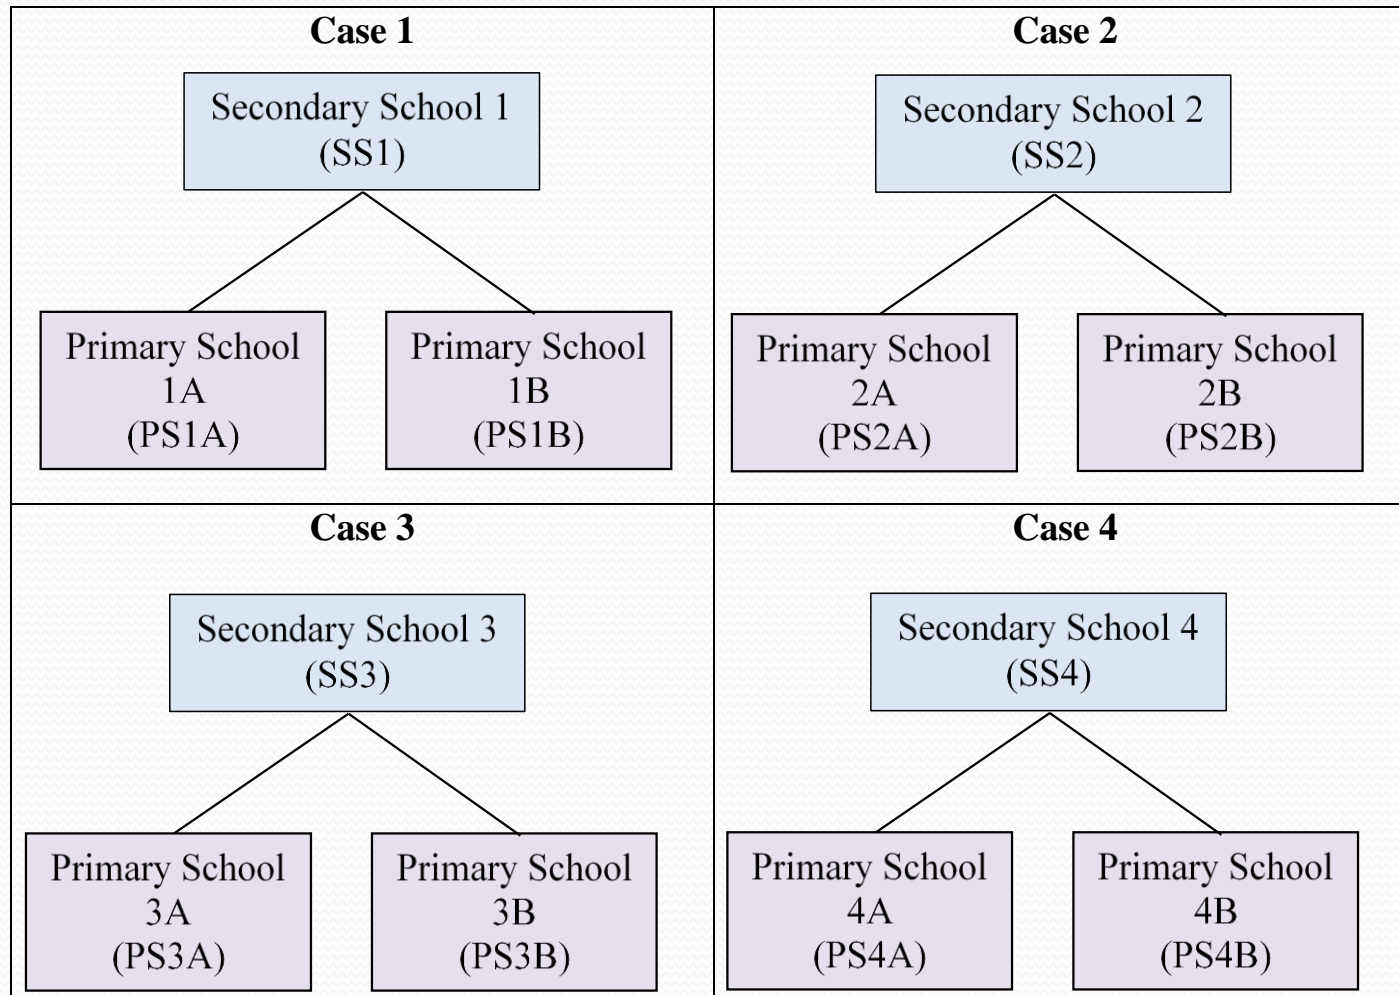 Case 1
Secondary School 1
(SS1)
Primary School
1A
(PS1A)
Primary School
1B
(PS1B)
Case 2
Secondary School 2
(SS2)
Primary School
2A
(PS2A)
Primary School
2B
(PS2B)
Case 3
Secondary School 3
(SS3)
Primary School
3A
(PS3A)
Primary School
3B
(PS3B)
Case 4
Secondary School 4
(SS4)
Primary School
4A
(PS4A)
Primary School
4B
(PS4B)